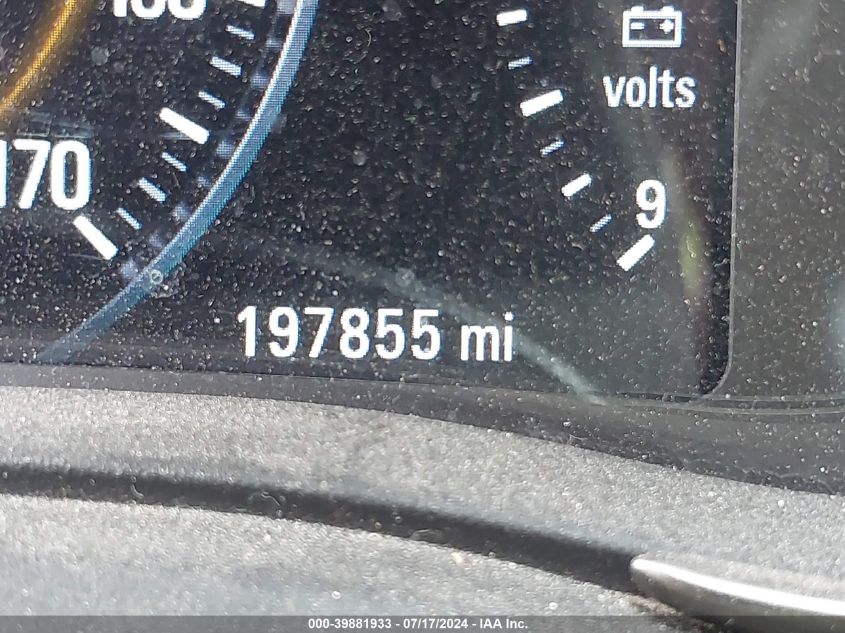 volts
170
9
197855 mi
000-39881933 - 07/17/2024 - IAA Inc.